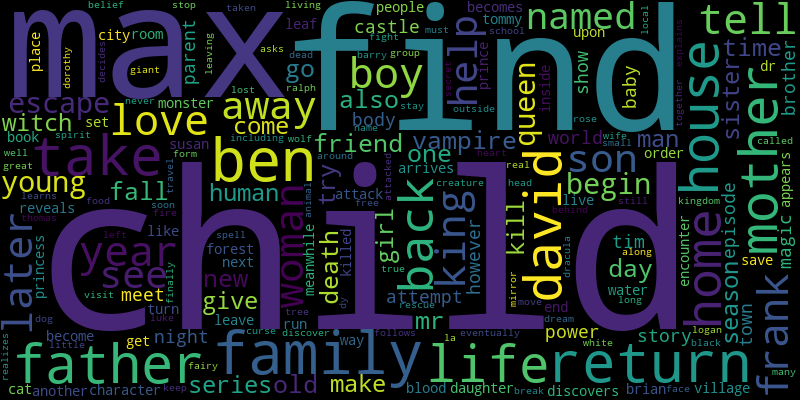 belief stop taken living people becomes tommy named tell
max find
place dorothy city room parent leaf castle group must prince school upon local time dr brother
decides giant leaving asks dead barry fight help secret inside show baby explains together
escape never lost monster ralph stay also outside rose sister
witch book set love away come boy body name queen world wife small man house mother
well great spirit susan including wolf friend vampire order called
take ben around attacked one arrives real son magic appears
young form travel heart creature head begin
learns food soon human try attack free girl back king david live behind still kingdom
later reveals fall fire animal true kill dracula encounter
thomas like woman death however tim along day home season episode save
child
year left spell meanwhile killed mirror water long
princess see new forest next tree rescue attempt move end town
visit meet finally give dy mr dream power many
dog turn luke leave run curse discover follows la eventually story logan frank
realizes become little get night way white black
father fairy family life return
cat another character keep series old make blood daughter break discovers brian face village